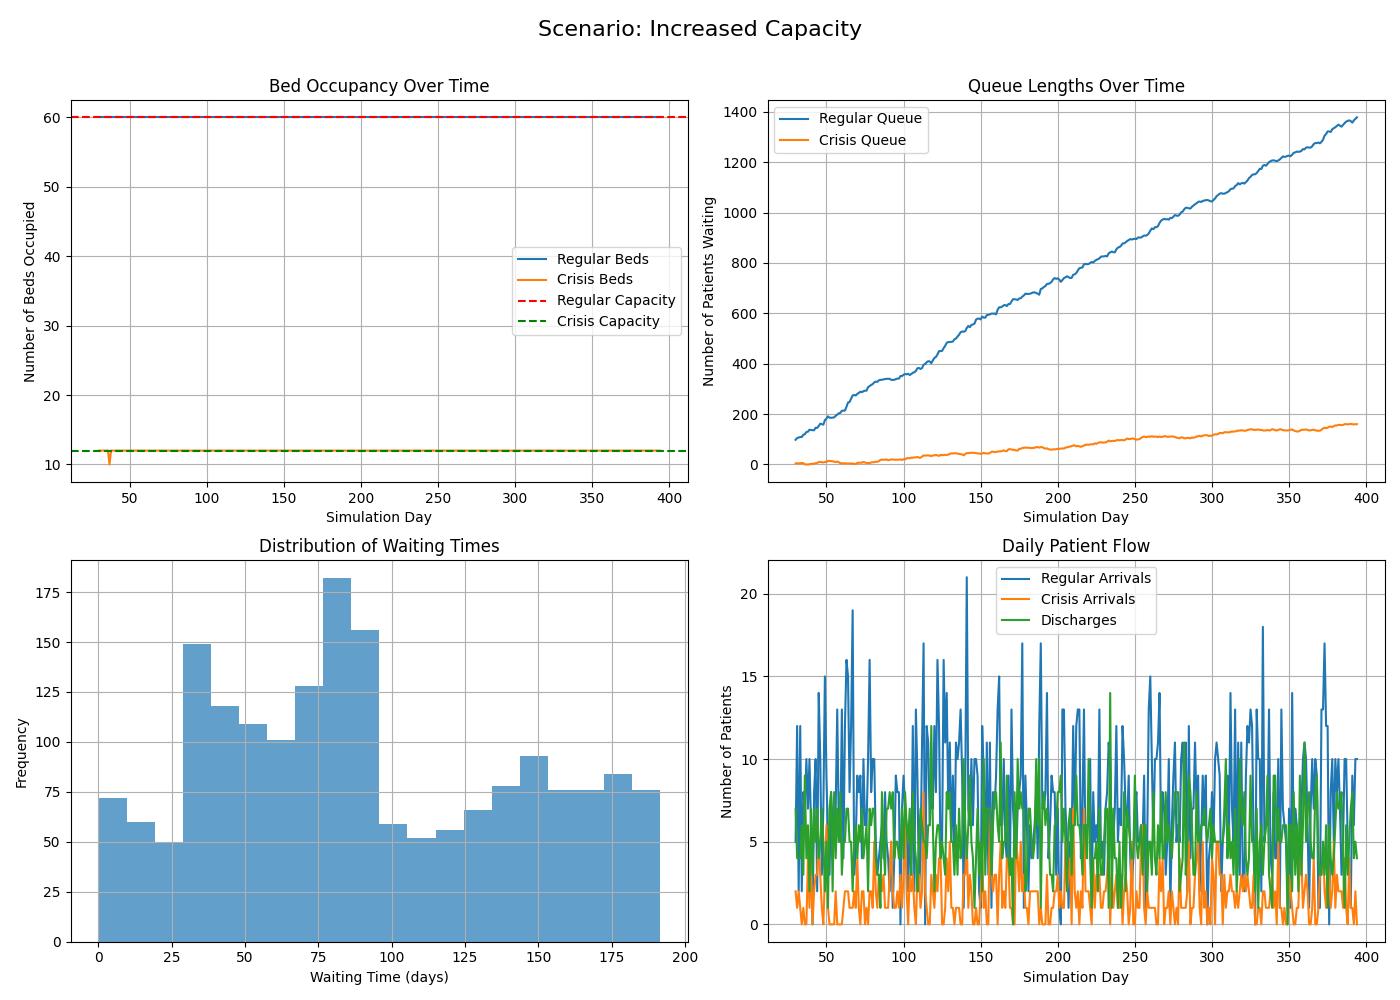 Scenario: Increased Capacity
Bed Occupancy Over Time
Number of Beds Occupied
60
50
40
30
20
10
Regular Beds
Crisis Beds
Regular Capacity
Crisis Capacity
50 100 150 200 250 300 350 400
Simulation Day
Queue Lengths Over Time
Number of Patients Waiting
1400
1200
1000
800
600
400
200
0
Regular Queue
Crisis Queue
50 100 150 200 250 300 350 400
Simulation Day
Distribution of Waiting Times
Frequency
175
150
125
100
75
50
25
0
0 25 50 75 100 125 150 175 200
Waiting Time (days)
Daily Patient Flow
Number of Patients
20
15
10
5
0
Regular Arrivals
Crisis Arrivals
Discharges
50 100 150 200 250 300 350 400
Simulation Day